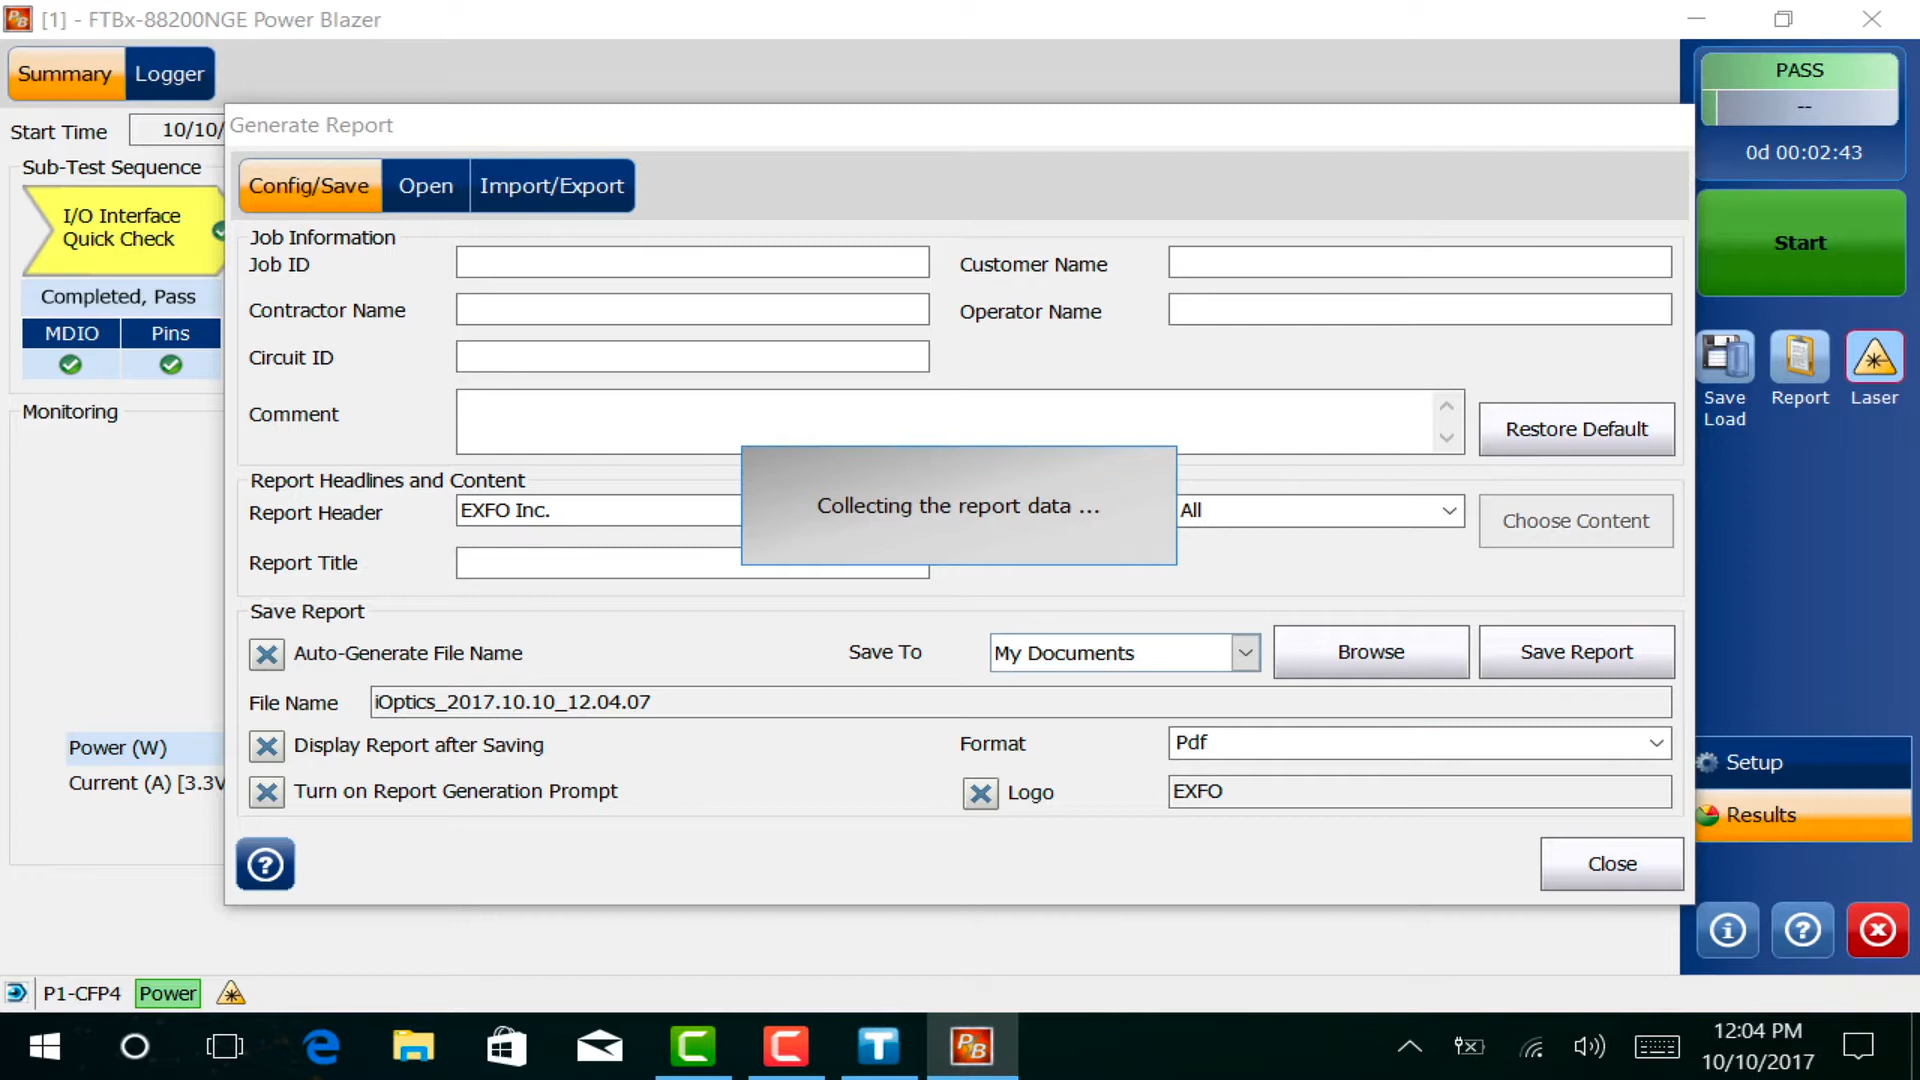 [1] - FTBx-88200NGE Power Blazer
Summary
Logger
Start Time
10/10/
Sub-Test Sequence
I/O Interface
Quick Check
Completed, Pass
MDIO
Pins
Monitoring
Power (W)
Current (A) [3.3V
Generate Report
Config/Save
Open
Import/Export
Job Information
Job ID
Customer Name
Contractor Name
Operator Name
Circuit ID
Comment
Restore Default
Report Headlines and Content
Report Header
EXFO Inc.
Collecting the report data ...
All
Choose Content
Report Title
Save Report
Auto-Generate File Name
Save To
My Documents
Browse
Save Report
File Name
iOptics_2017.10.10_12.04.07
Display Report after Saving
Format
Pdf
Turn on Report Generation Prompt
Logo
EXFO
Close
PASS
--
0d 00:02:43
Start
Save
Load
Report
Laser
Setup
Results
P1-CFP4
Power
12:04 PM
10/10/2017